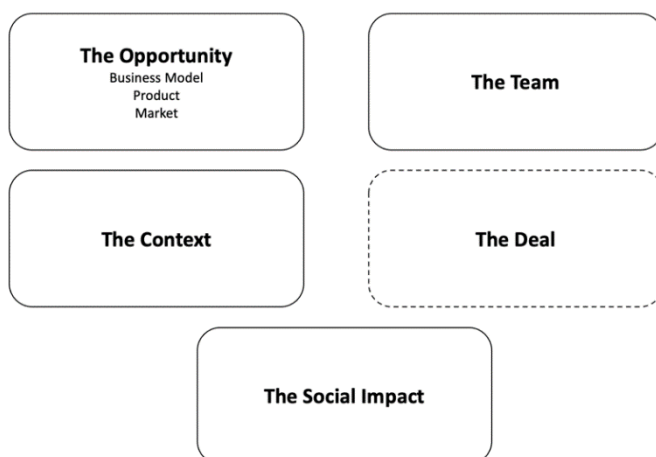 The Opportunity
Business Model
Product
Market
The Team
The Context
The Deal
The Social Impact